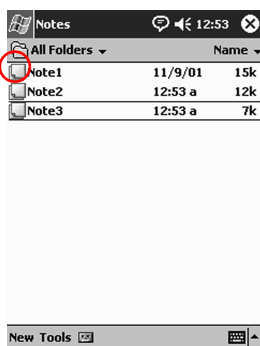 Notes 12:53
All Folders Name
Note1 11/9/01 15k
Note2 12:53 a 12k
Note3 12:53 a 7k
New Tools